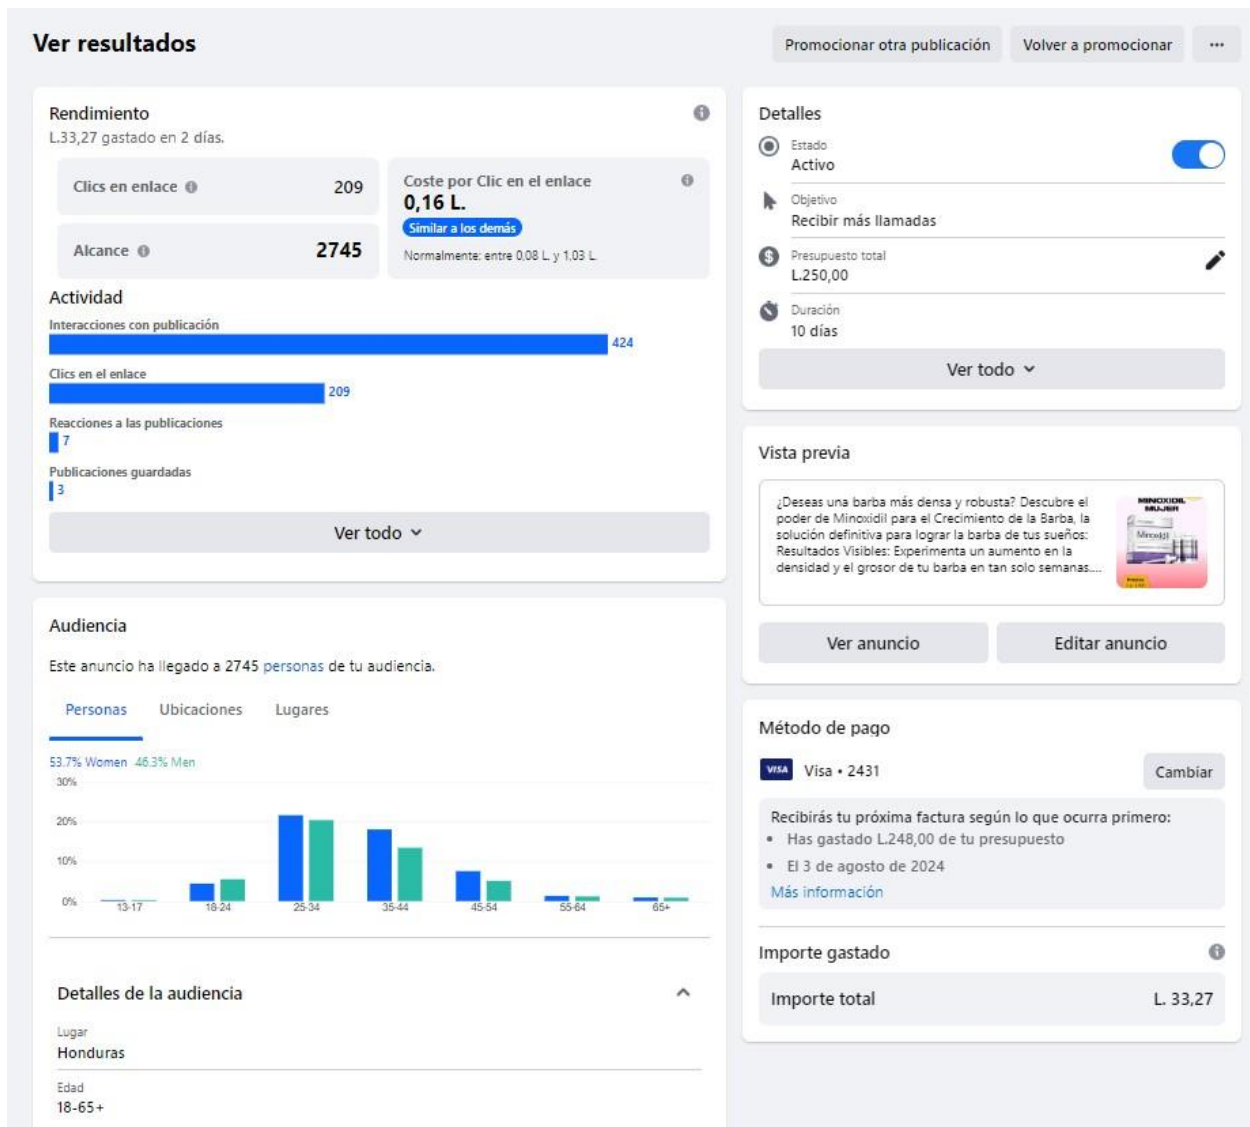 Ver resultados
Promocionar otra publicación
Volver a promocionar
Rendimiento
L.33,27 gastado en 2 días.
Clics en enlace
209
Alcance
2745
Coste por Clic en el enlace
0,16 L.
Similar a los demás
Normalmente: entre 0,08 L. y 1,03 L.
Actividad
Interacciones con publicación
424
Clics en el enlace
209
Reacciones a las publicaciones
7
Publicaciones guardadas
3
Ver todo
Detalles
Estado
Activo
Objetivo
Recibir más llamadas
Presupuesto total
L.250,00
Duración
10 días
Ver todo
Vista previa
¿Deseas una barba más densa y robusta? Descubre el
poder de Minoxidil para el Crecimiento de la Barba, la
solución definitiva para lograr la barba de tus sueños:
Resultados Visibles: Experimenta un aumento en la
densidad y el grosor de tu barba en tan solo semanas....
MINOXIDIL
MUJER
Minoxidil
Ver anuncio
Editar anuncio
Audiencia
Este anuncio ha llegado a 2745 personas de tu audiencia.
Personas
Ubicaciones
Lugares
53.7% Women 46.3% Men
30%
20%
10%
0%
13-17
18-24
25-34
35-44
45-54
55-64
65+
Detalles de la audiencia
Lugar
Honduras
Edad
18-65+
Método de pago
VISA
Visa • 2431
Cambiar
Recibirás tu próxima factura según lo que ocurra primero:
• Has gastado L.248,00 de tu presupuesto
• El 3 de agosto de 2024
Más información
Importe gastado
Importe total
L. 33,27